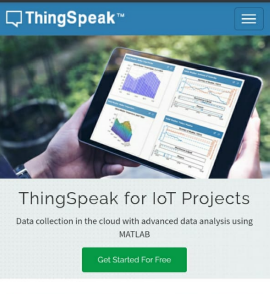 ThingSpeak™
ThingSpeak for IoT Projects
Data collection in the cloud with advanced data analysis using
MATLAB
Get Started For Free